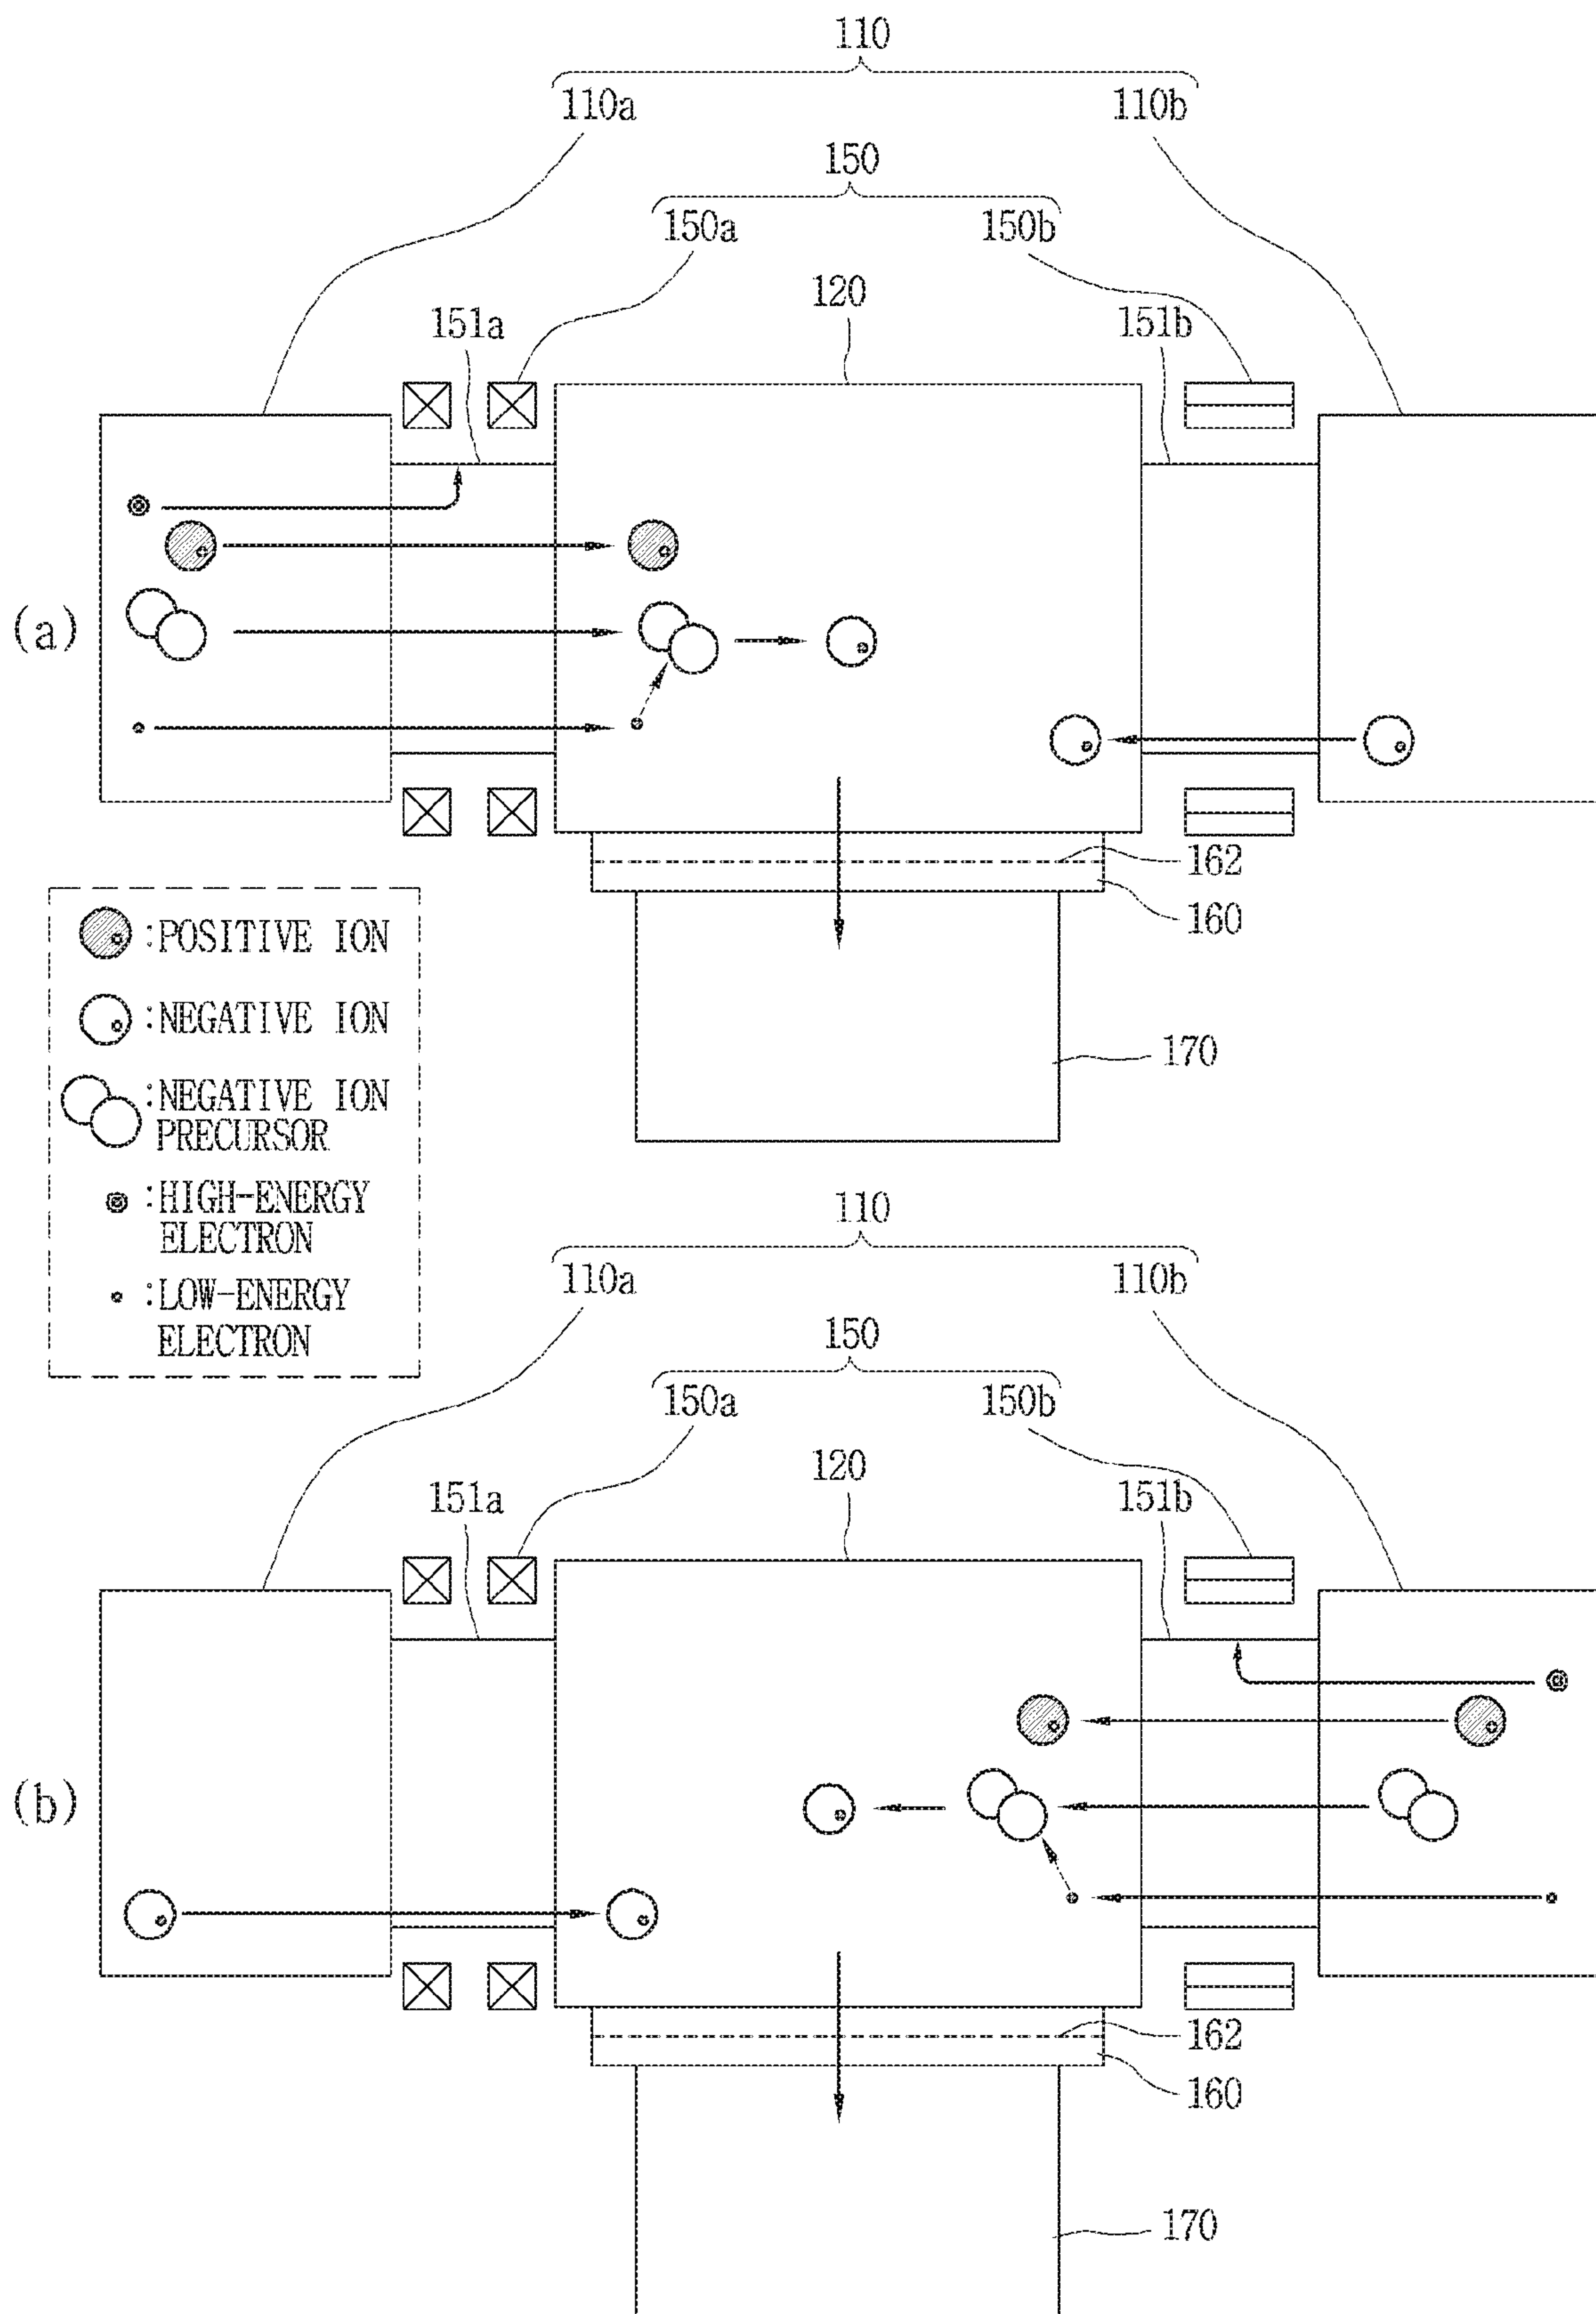 110
110a 110b
150
150a 150b
120
151a 151b
(a)
162
160
:POSITIVE ION
:NEGATIVE ION
170
:NEGATIVE ION
PRECURSOR
:HIGH-ENERGY
ELECTRON
:LOW-ENERGY
ELECTRON
110
110a 110b
150
150a 150b
120
151a 151b
(b)
162
160
170